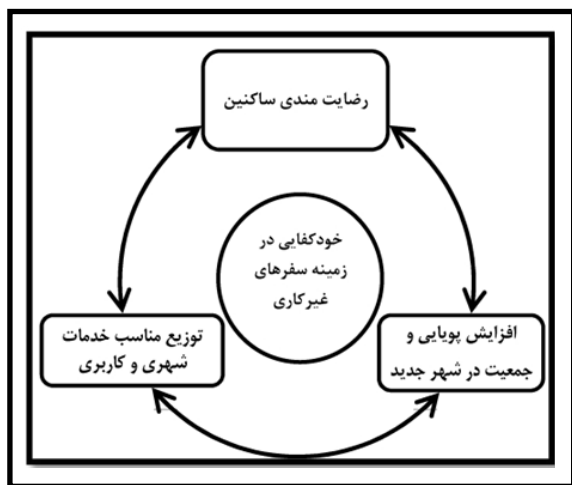 رضایت مندی ساکنین
خودکفایی در
زمینه سفرهای
غیرکاری
افزایش پویایی و
جمعیت در شهر جدید
توزیع مناسب خدمات
شهری و کاربری